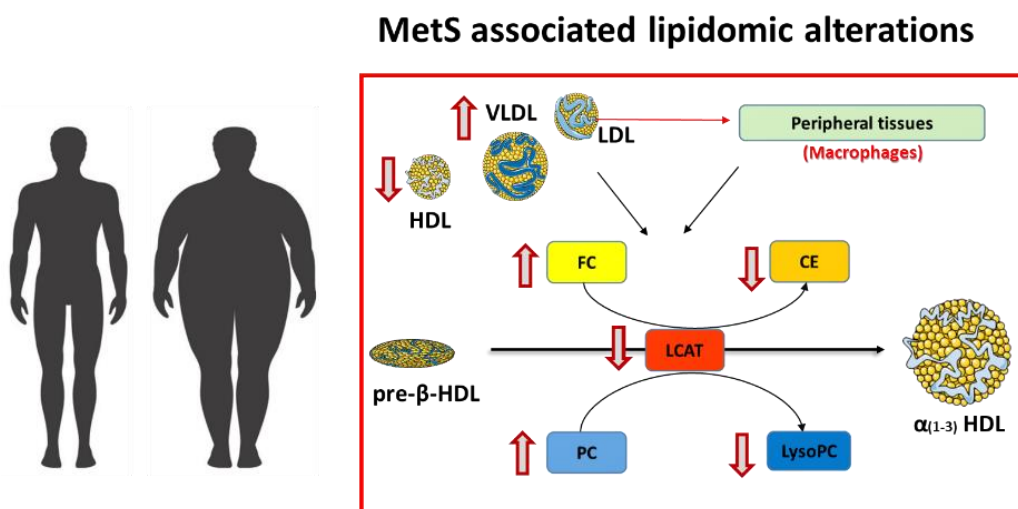 MetS associated lipidomic alterations
VLDL
LDL
Peripheral tissues
(Macrophages)
HDL
FC
CE
LCAT
pre-β-HDL
α(1-3) HDL
PC
LysoPC